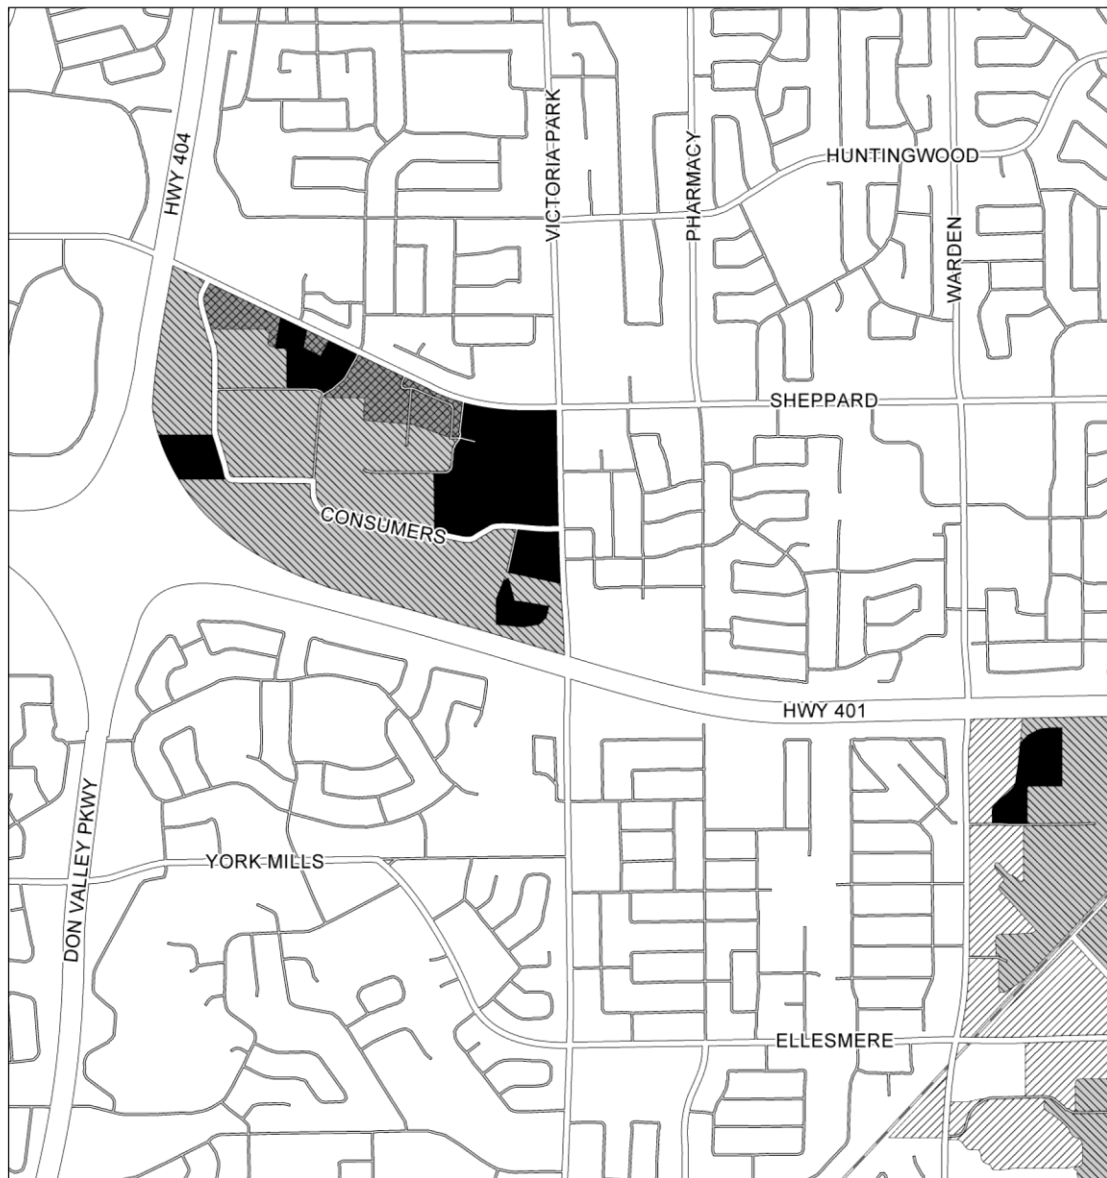 HWY 404
VICTORIA PARK
PHARMACY
HUNTINGWOOD
WARDEN
SHEPPARD
CONSUMERS
HWY 401
DON VALLEY PKWY
YORK MILLS
ELLESMERE